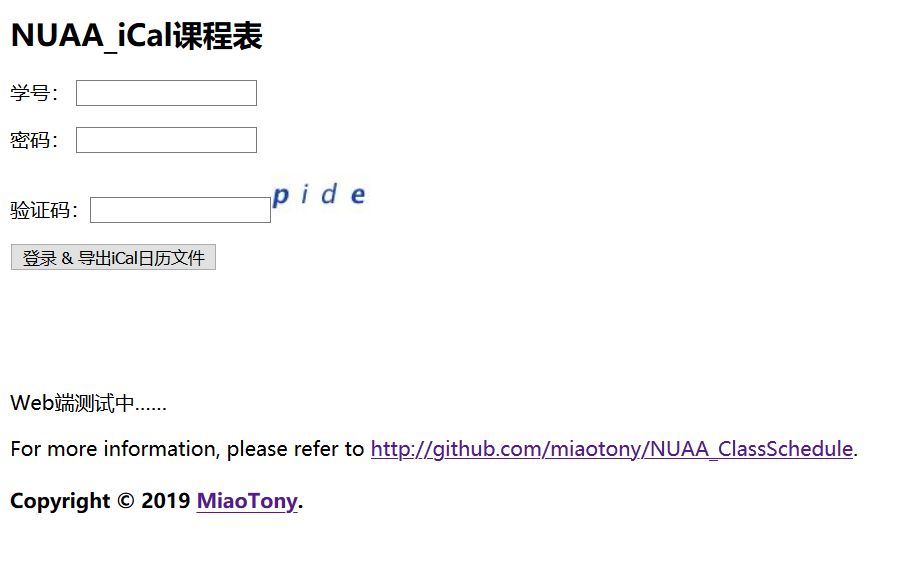 NUAA_iCal课程表
学号：
密码：
验证码： p i d e
登录 & 导出iCal日历文件
Web端测试中......
For more information, please refer to http://github.com/miaotony/NUAA_ClassSchedule.
Copyright © 2019 MiaoTony.